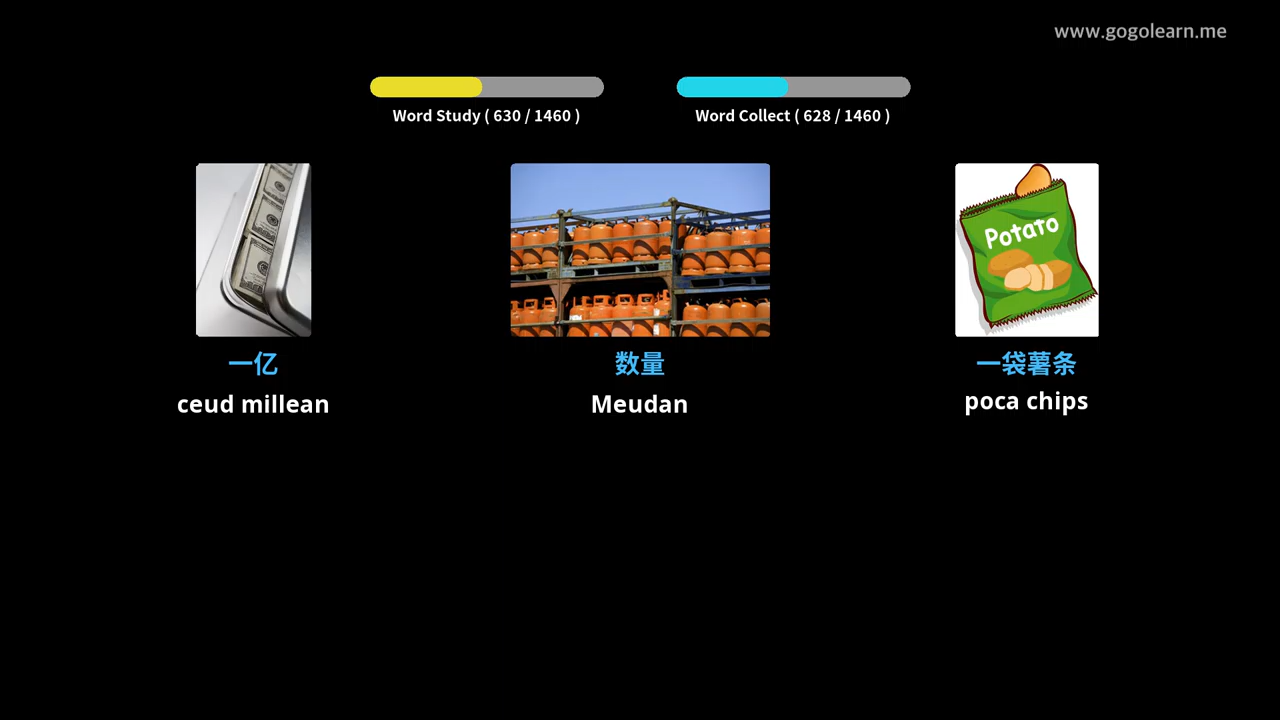 www.gogolearn.me
Word Study ( 630 / 1460 )
Word Collect ( 628 / 1460 )
Potato
一亿
数量
一袋薯条
ceud millean
Meudan
poca chips